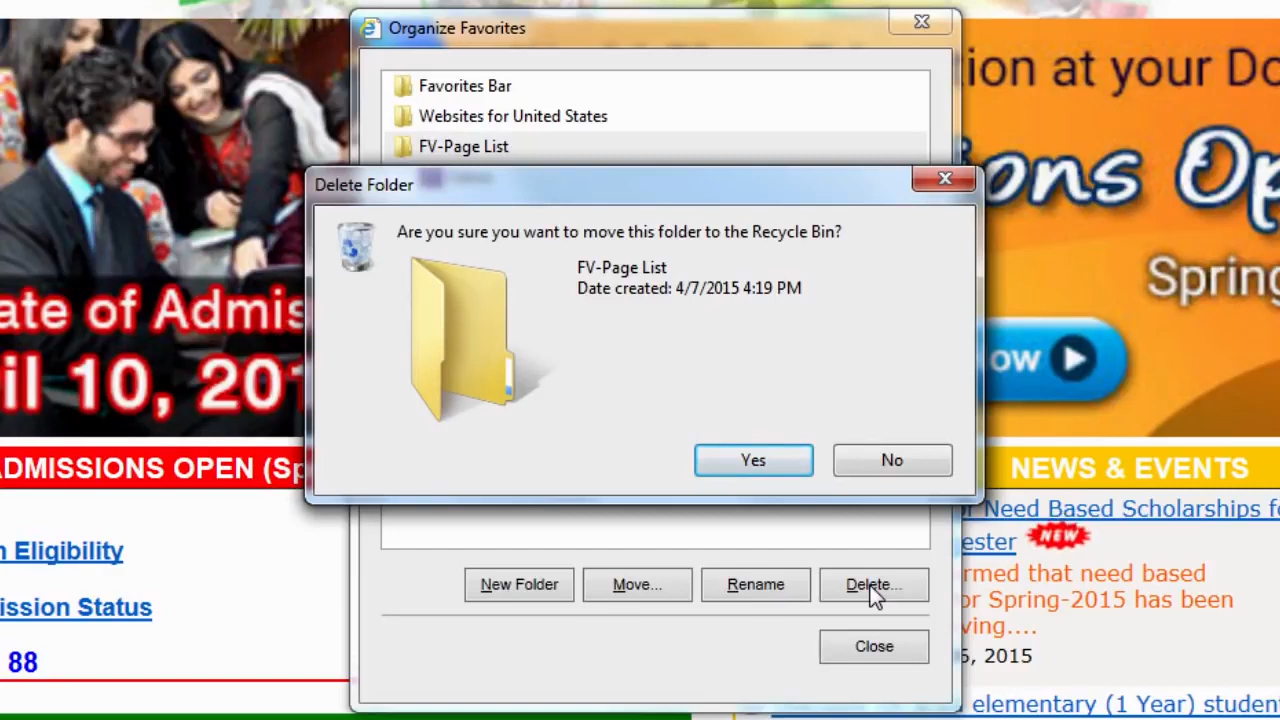 Organize Favorites
Favorites Bar
Websites for United States
FV-Page List
Delete Folder
Are you sure you want to move this folder to the Recycle Bin?
FV-Page List
Date created: 4/7/2015 4:19 PM
Yes
No
New Folder
Move...
Rename
Delete...
Close
ion at your Do
ons Op
Spring
ow
ate of Admis
il 10, 201
ADMISSIONS OPEN (Sp
n Eligibility
ission Status
88
NEWS & EVENTS
or Need Based Scholarships fo
ester NEW
rmed that need based
or Spring-2015 has been
ving....
5, 2015
elementary (1 Year) student